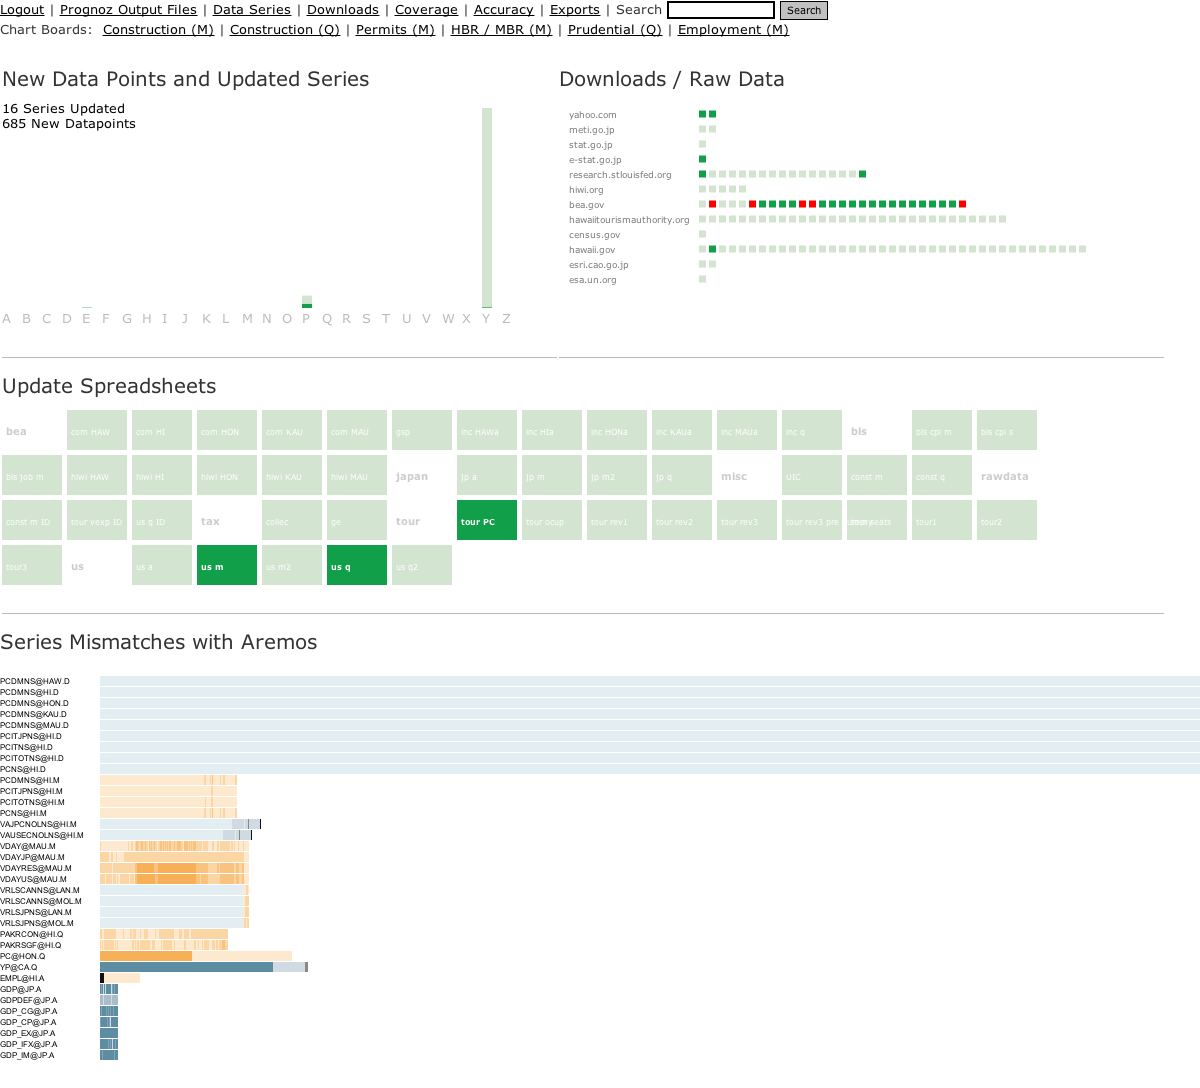 Logout | Prognoz Output Files | Data Series | Downloads | Coverage | Accuracy | Exports | Search Search
Chart Boards: Construction (M) | Construction (Q) | Permits (M) | HBR / MBR (M) | Prudential (Q) | Employment (M)
New Data Points and Updated Series
16 Series Updated
685 New Datapoints
A B C D E F G H I J K L M N O P Q R S T U V W X Y Z
Downloads / Raw Data
yahoo.com
meti.go.jp
stat.go.jp
e-stat.go.jp
research.stlouisfed.org
hiwi.org
bea.gov
hawaiitourismauthority.org
census.gov
hawaii.gov
esri.cao.go.jp
esa.un.org
Update Spreadsheets
bea com HAW com HI com HON com KAU com MAU gsp inc HAWa inc HIa inc HONa inc KAUa inc MAUa inc q bls bls cpi m bls cpi s
bls job m hiwi HAW hiwi HI hiwi HON hiwi KAU hiwi MAU japan jp a jp m jp m2 jp q misc UIC const m const q rawdata
const m ID tour vexp ID us q ID tax collec ge tour tour PC tour ocup tour rev1 tour rev2 tour rev3 tour rev3 pre tour seats tour1 tour2
tour3 us us a us m us m2 us q us q2
Series Mismatches with Aremos
PCDMNS@HAW.D
PCDMNS@HI.D
PCDMNS@HON.D
PCDMNS@KAU.D
PCDMNS@MAU.D
PCITJPNS@HI.D
PCITNS@HI.D
PCITOTNS@HI.D
PCNS@HI.D
PCDMNS@HI.M
PCITJPNS@HI.M
PCITOTNS@HI.M
PCNS@HI.M
VAJPCNOLNS@HI.M
VAUSECNOLNS@HI.M
VDAY@MAU.M
VDAYJP@MAU.M
VDAYRES@MAU.M
VDAYUS@MAU.M
VRLSCANNS@LAN.M
VRLSCANNS@MOL.M
VRLSJPNS@LAN.M
VRLSJPNS@MOL.M
PAKRCON@HI.Q
PAKRSGF@HI.Q
PC@HON.Q
YP@CA.Q
EMPL@HI.A
GDP@JP.A
GDPDEF@JP.A
GDP_CG@JP.A
GDP_CP@JP.A
GDP_EX@JP.A
GDP_IFX@JP.A
GDP_IM@JP.A